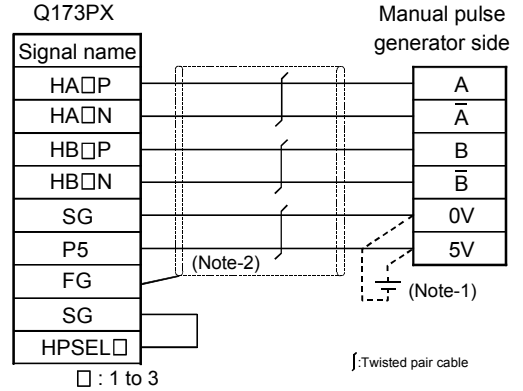 Q173PX
Manual pulse
generator side
Signal name
HA□P
HA□N
HB□P
HB□N
SG
P5
FG
SG
HPSEL□
A
A̅
B
B̅
0V
5V
(Note-2)
(Note-1)
□ : 1 to 3
ʃ:Twisted pair cable